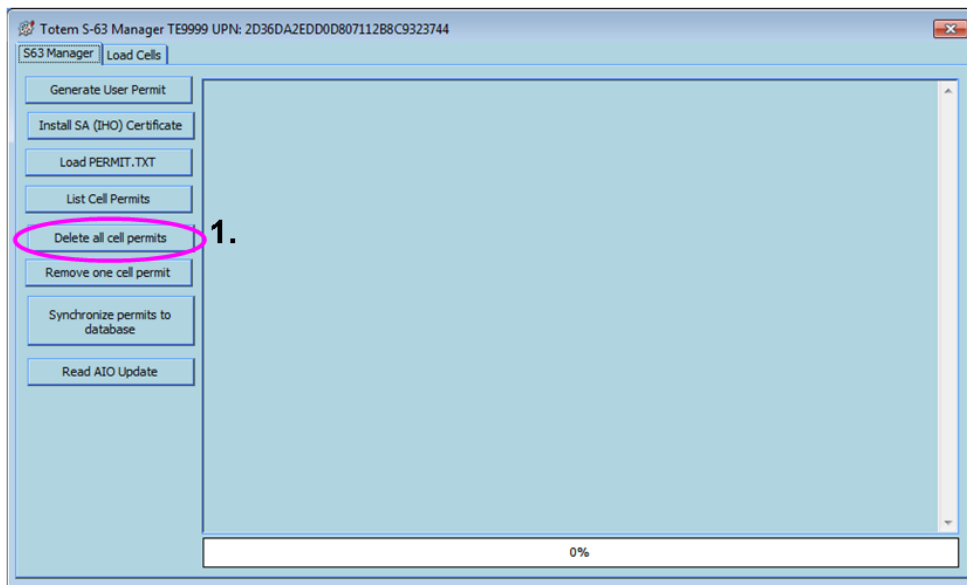 Totem S-63 Manager TE9999 UPN: 2D36DA2EDD0D807112B8C9323744
S63 Manager
Load Cells
Generate User Permit
Install SA (IHO) Certificate
Load PERMIT.TXT
List Cell Permits
Delete all cell permits
1.
Remove one cell permit
Synchronize permits to
database
Read AIO Update
0%